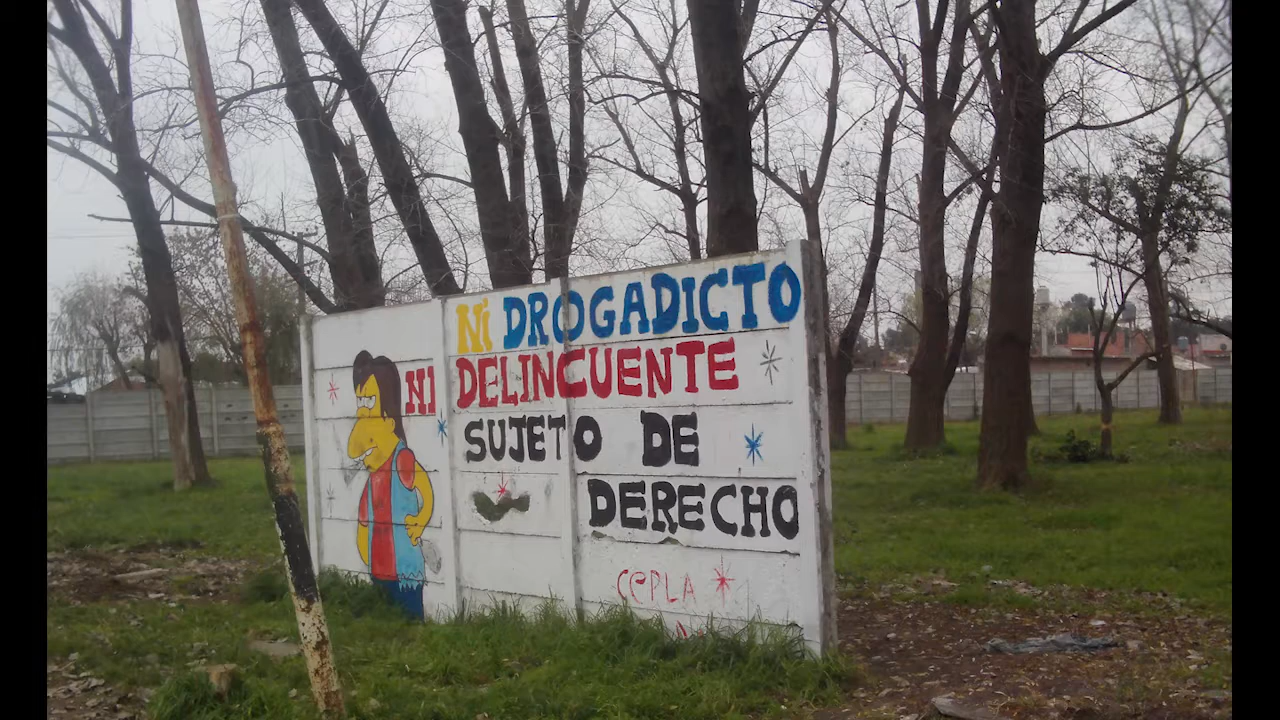 Ni DROGADICTO
NI DELINCUENTE
SUJETO DE
DERECHO
CePLA